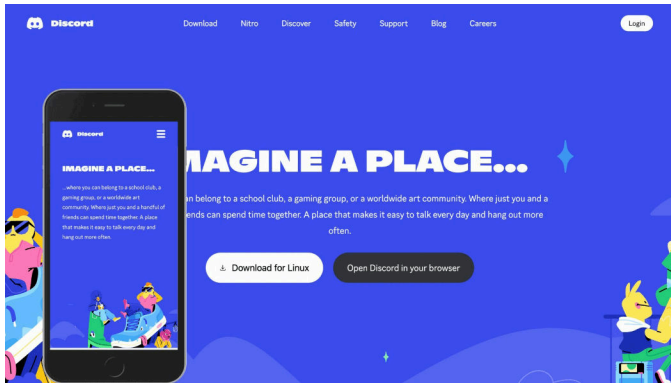 Discord
Download Nitro Discover Safety Support Blog Careers
Login
Discord
IMAGINE A PLACE...
...where you can belong to a school club, a
gaming group, or a worldwide art
community. Where just you and a handful of
friends can spend time together. A place
that makes it easy to talk every day and
hang out more often.
MAGINE A PLACE...
an belong to a school club, a gaming group, or a worldwide art community. Where just you and a
ends can spend time together. A place that makes it easy to talk every day and hang out more
often.
Download for Linux
Open Discord in your browser